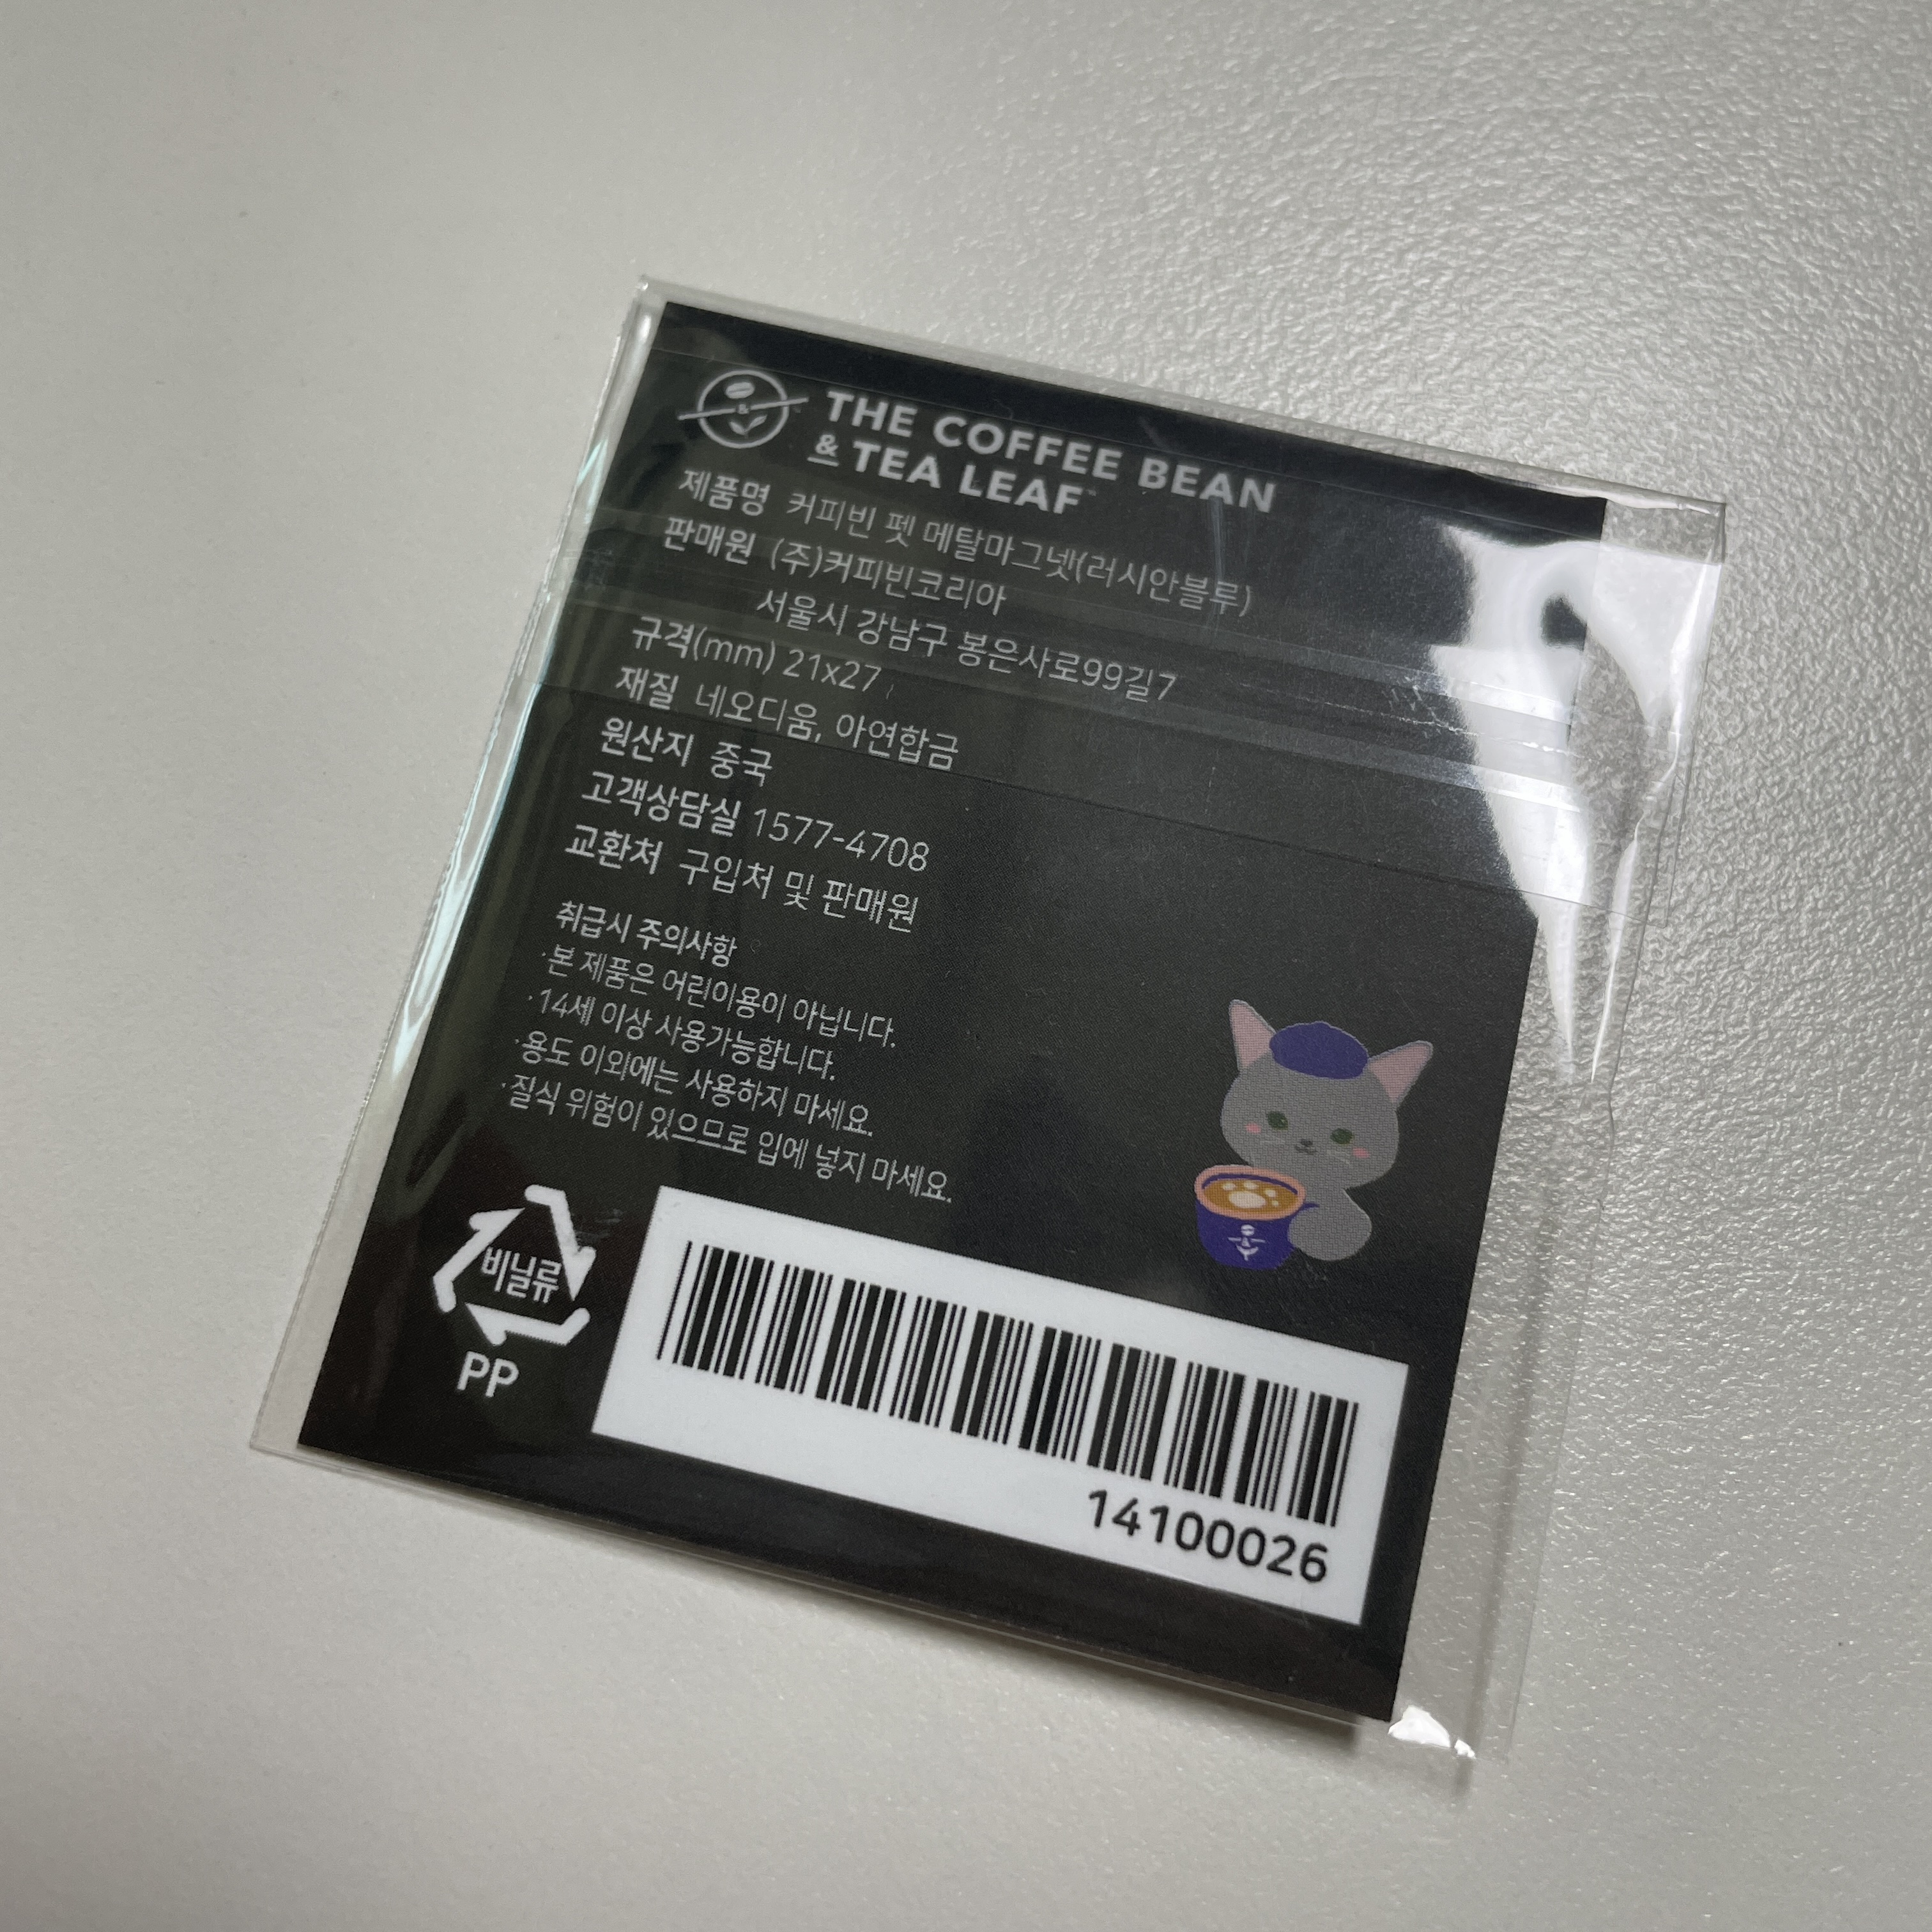 THE COFFEE BEAN
& TEA LEAF™
제품명 커피빈 펫 메탈마그넷(러시안블루)
판매원 (주)커피빈코리아
서울시 강남구 봉은사로99길7
규격(mm) 21x27
재질 네오디움, 아연합금
원산지 중국
고객상담실 1577-4708
교환처 구입처 및 판매원
취급시 주의사항
·본 제품은 어린이용이 아닙니다.
·14세 이상 사용가능합니다.
·용도 이외에는 사용하지 마세요.
·질식 위험이 있으므로 입에 넣지 마세요.
비닐류
PP
14100026